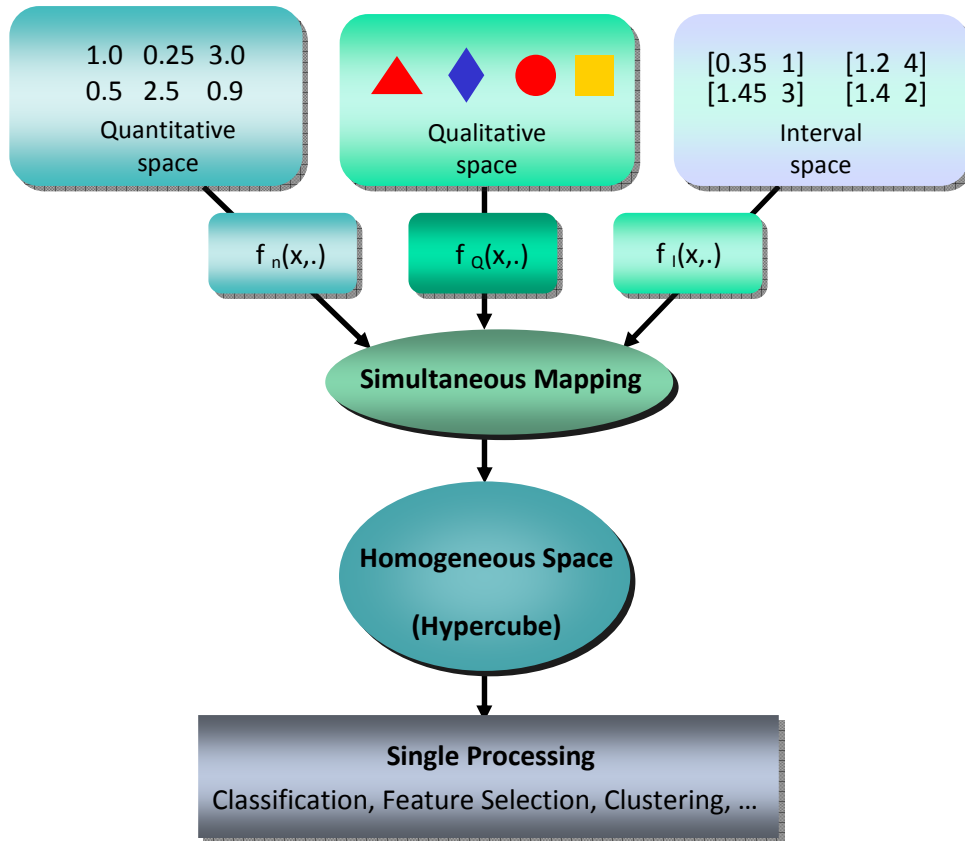 1.0 0.25 3.0
0.5 2.5 0.9
Quantitative
space
Qualitative
space
[0.35 1] [1.2 4]
[1.45 3] [1.4 2]
Interval
space
f n(x,.)
f Q(x,.)
f I(x,.)
Simultaneous Mapping
Homogeneous Space
(Hypercube)
Single Processing
Classification, Feature Selection, Clustering, ...